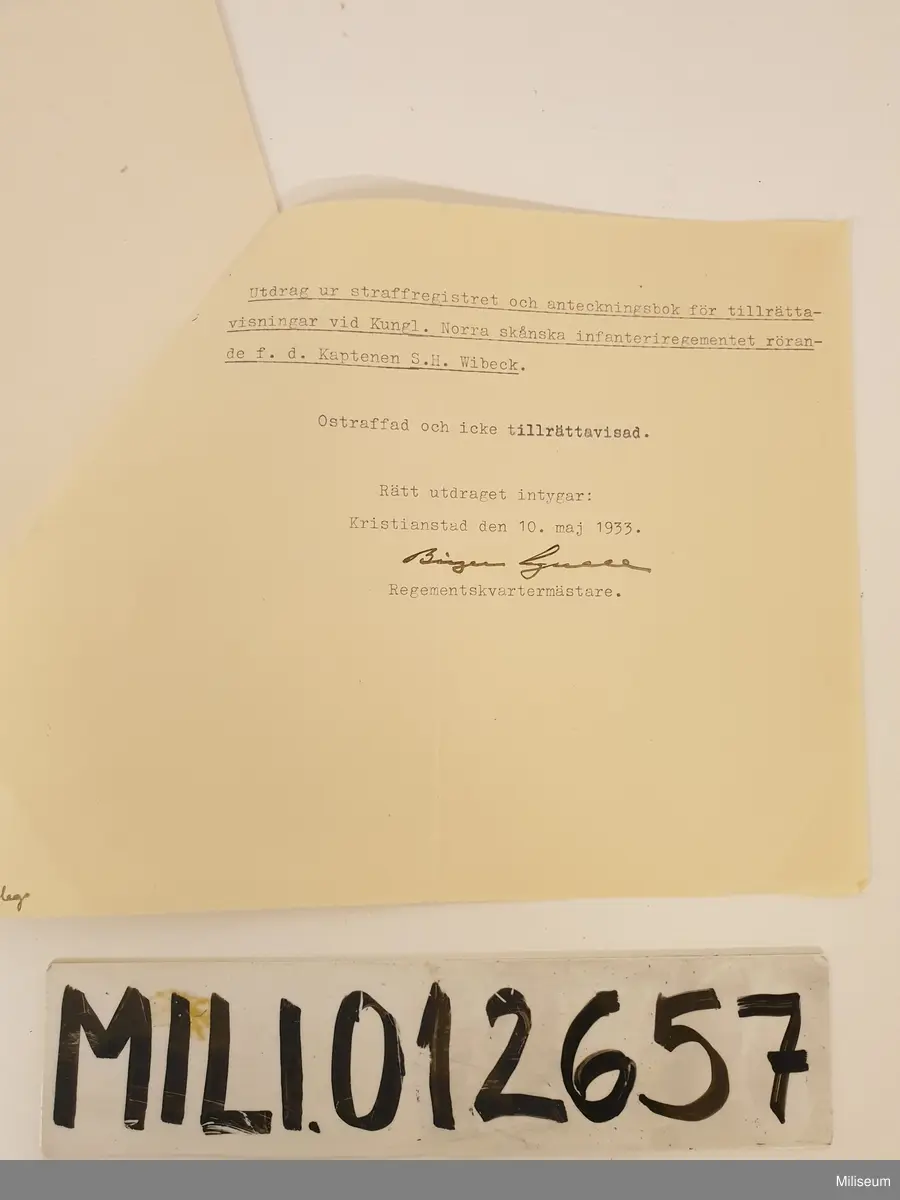 Utdrag ur straffregistret och anteckningsbok för tillrätta-
visningar vid Kungl. Norra skånska infanteriregementet röran-
de f. d. Kaptenen S.H. Wibeck.
Ostraffad och icke tillrättavisad.
Rätt utdraget intygar:
Kristianstad den 10. maj 1933.
Birger
Regementskvartermästare.
MILI.012657
Miliseum